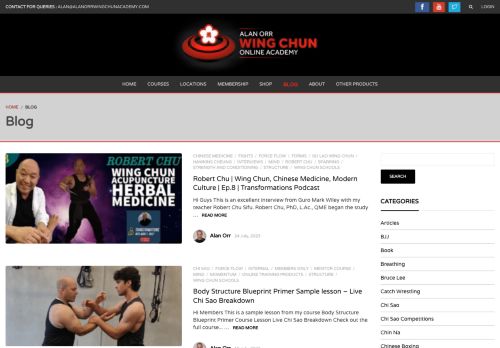 CONTACT FOR QUERIES : ALAN@ALANORRWINGCHUNACADEMY.COM
LOGIN
ALAN ORR
WING CHUN
ONLINE ACADEMY
HOME COURSES LOCATIONS MEMBERSHIP SHOP BLOG ABOUT OTHER PRODUCTS
HOME / BLOG
Blog
ROBERT CHU
WING CHUN
ACUPUNCTURE
HERBAL
MEDICINE
CHINESE MEDICINE / FIGHTS / FORCE FLOW / FORMS / GU LAO WING CHUN /
HAWKINS CHEUNG / INTERVIEWS / MIND / ROBERT CHU / SPARRING /
STRENGTH AND CONDITIONING / STRUCTURE / WING CHUN SCHOOLS
Robert Chu | Wing Chun, Chinese Medicine, Modern
Culture | Ep.8 | Transformations Podcast
Hi Guys This is an excellent interview from Guro Mark Wiley with my
teacher Robert Chu Sifu. Robert Chu, PhD, L.Ac., QME began the study
... READ MORE
Alan Orr 24 July, 2021
CHI SAO / FORCE FLOW / INTERNAL / MEMBERS ONLY / MENTOR COURSE /
MIND / MOMENTUM / ONLINE TRAINING PRODUCTS / STRUCTURE /
WING CHUN SCHOOLS
Body Structure Blueprint Primer Sample lesson – Live
Chi Sao Breakdown
Hi Members This is a sample lesson from my course Body Structure
Blueprint Primer Course Lesson Live Chi Sao Breakdown Check out the
full course... ... READ MORE
Alan Orr
SEARCH
CATEGORIES
Articles
BJJ
Book
Breathing
Bruce Lee
Catch Wrestling
Chi Sao
Chi Sao Competitions
Chin Na
Chinese Boxing